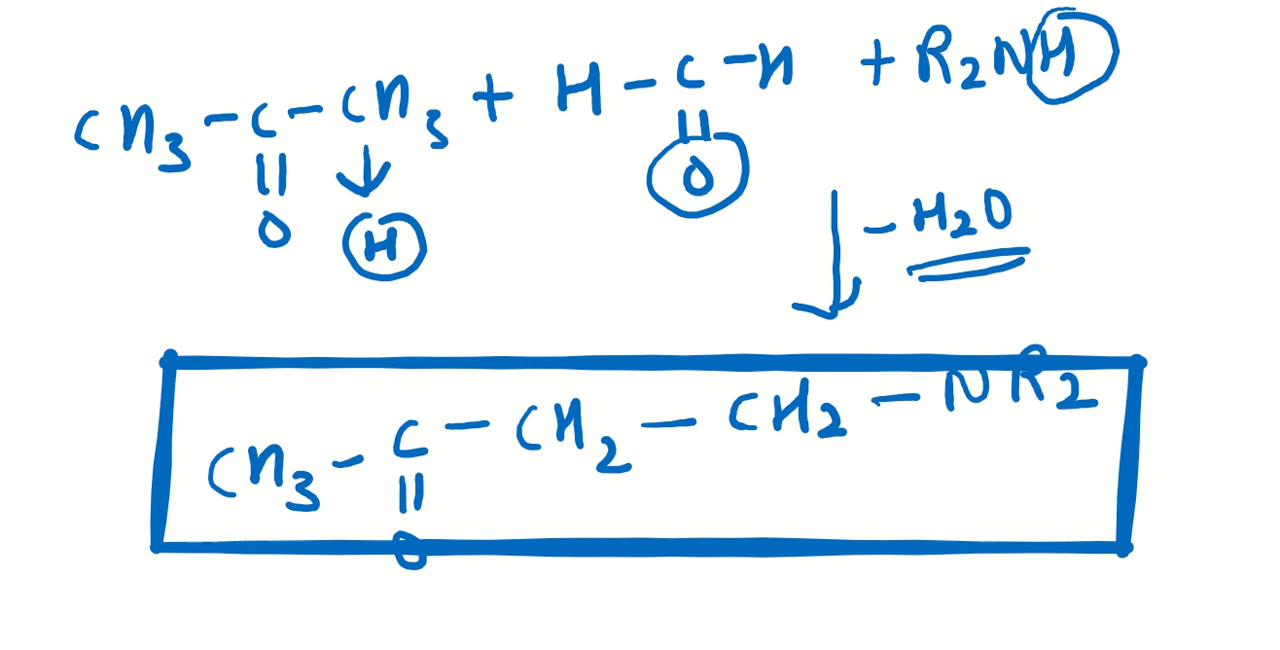 CH3 - C - CH3 + H - C - H + R2NH
|| ↓ ||
O H O
- H2O
CH3 - C - CH2 - CH2 - NR2
||
O